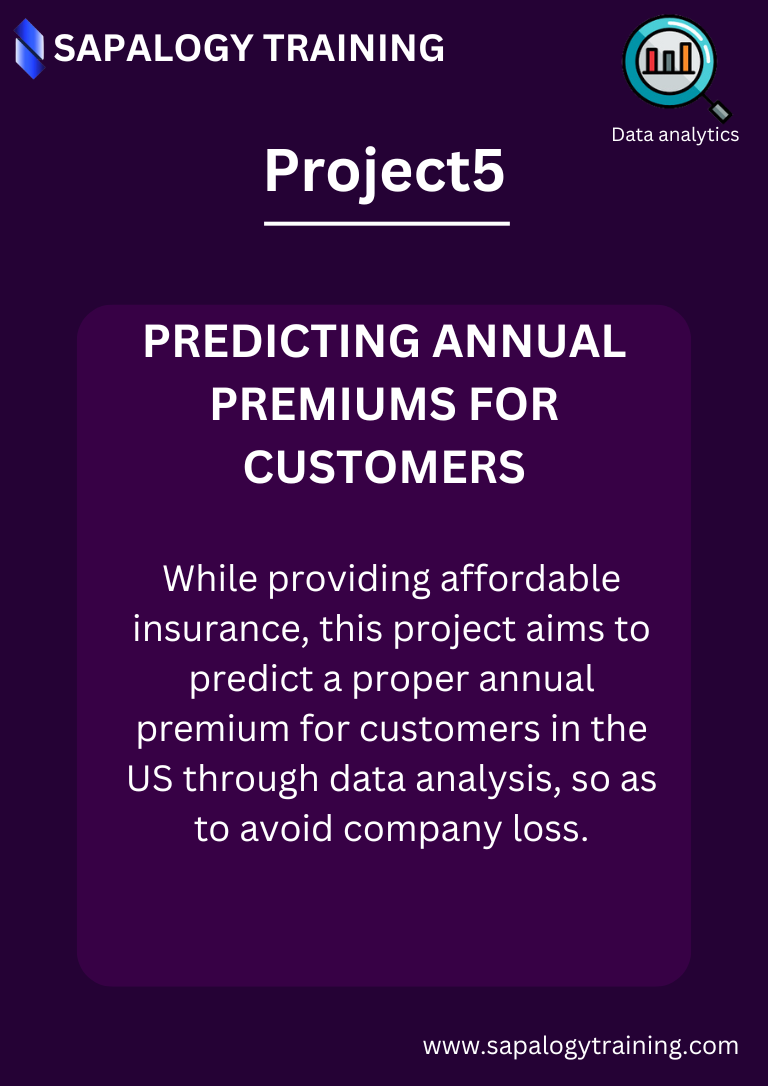 SAPALOGY TRAINING
Data analytics
Project5
PREDICTING ANNUAL
PREMIUMS FOR
CUSTOMERS
While providing affordable
insurance, this project aims to
predict a proper annual
premium for customers in the
US through data analysis, so as
to avoid company loss.
www.sapalogytraining.com